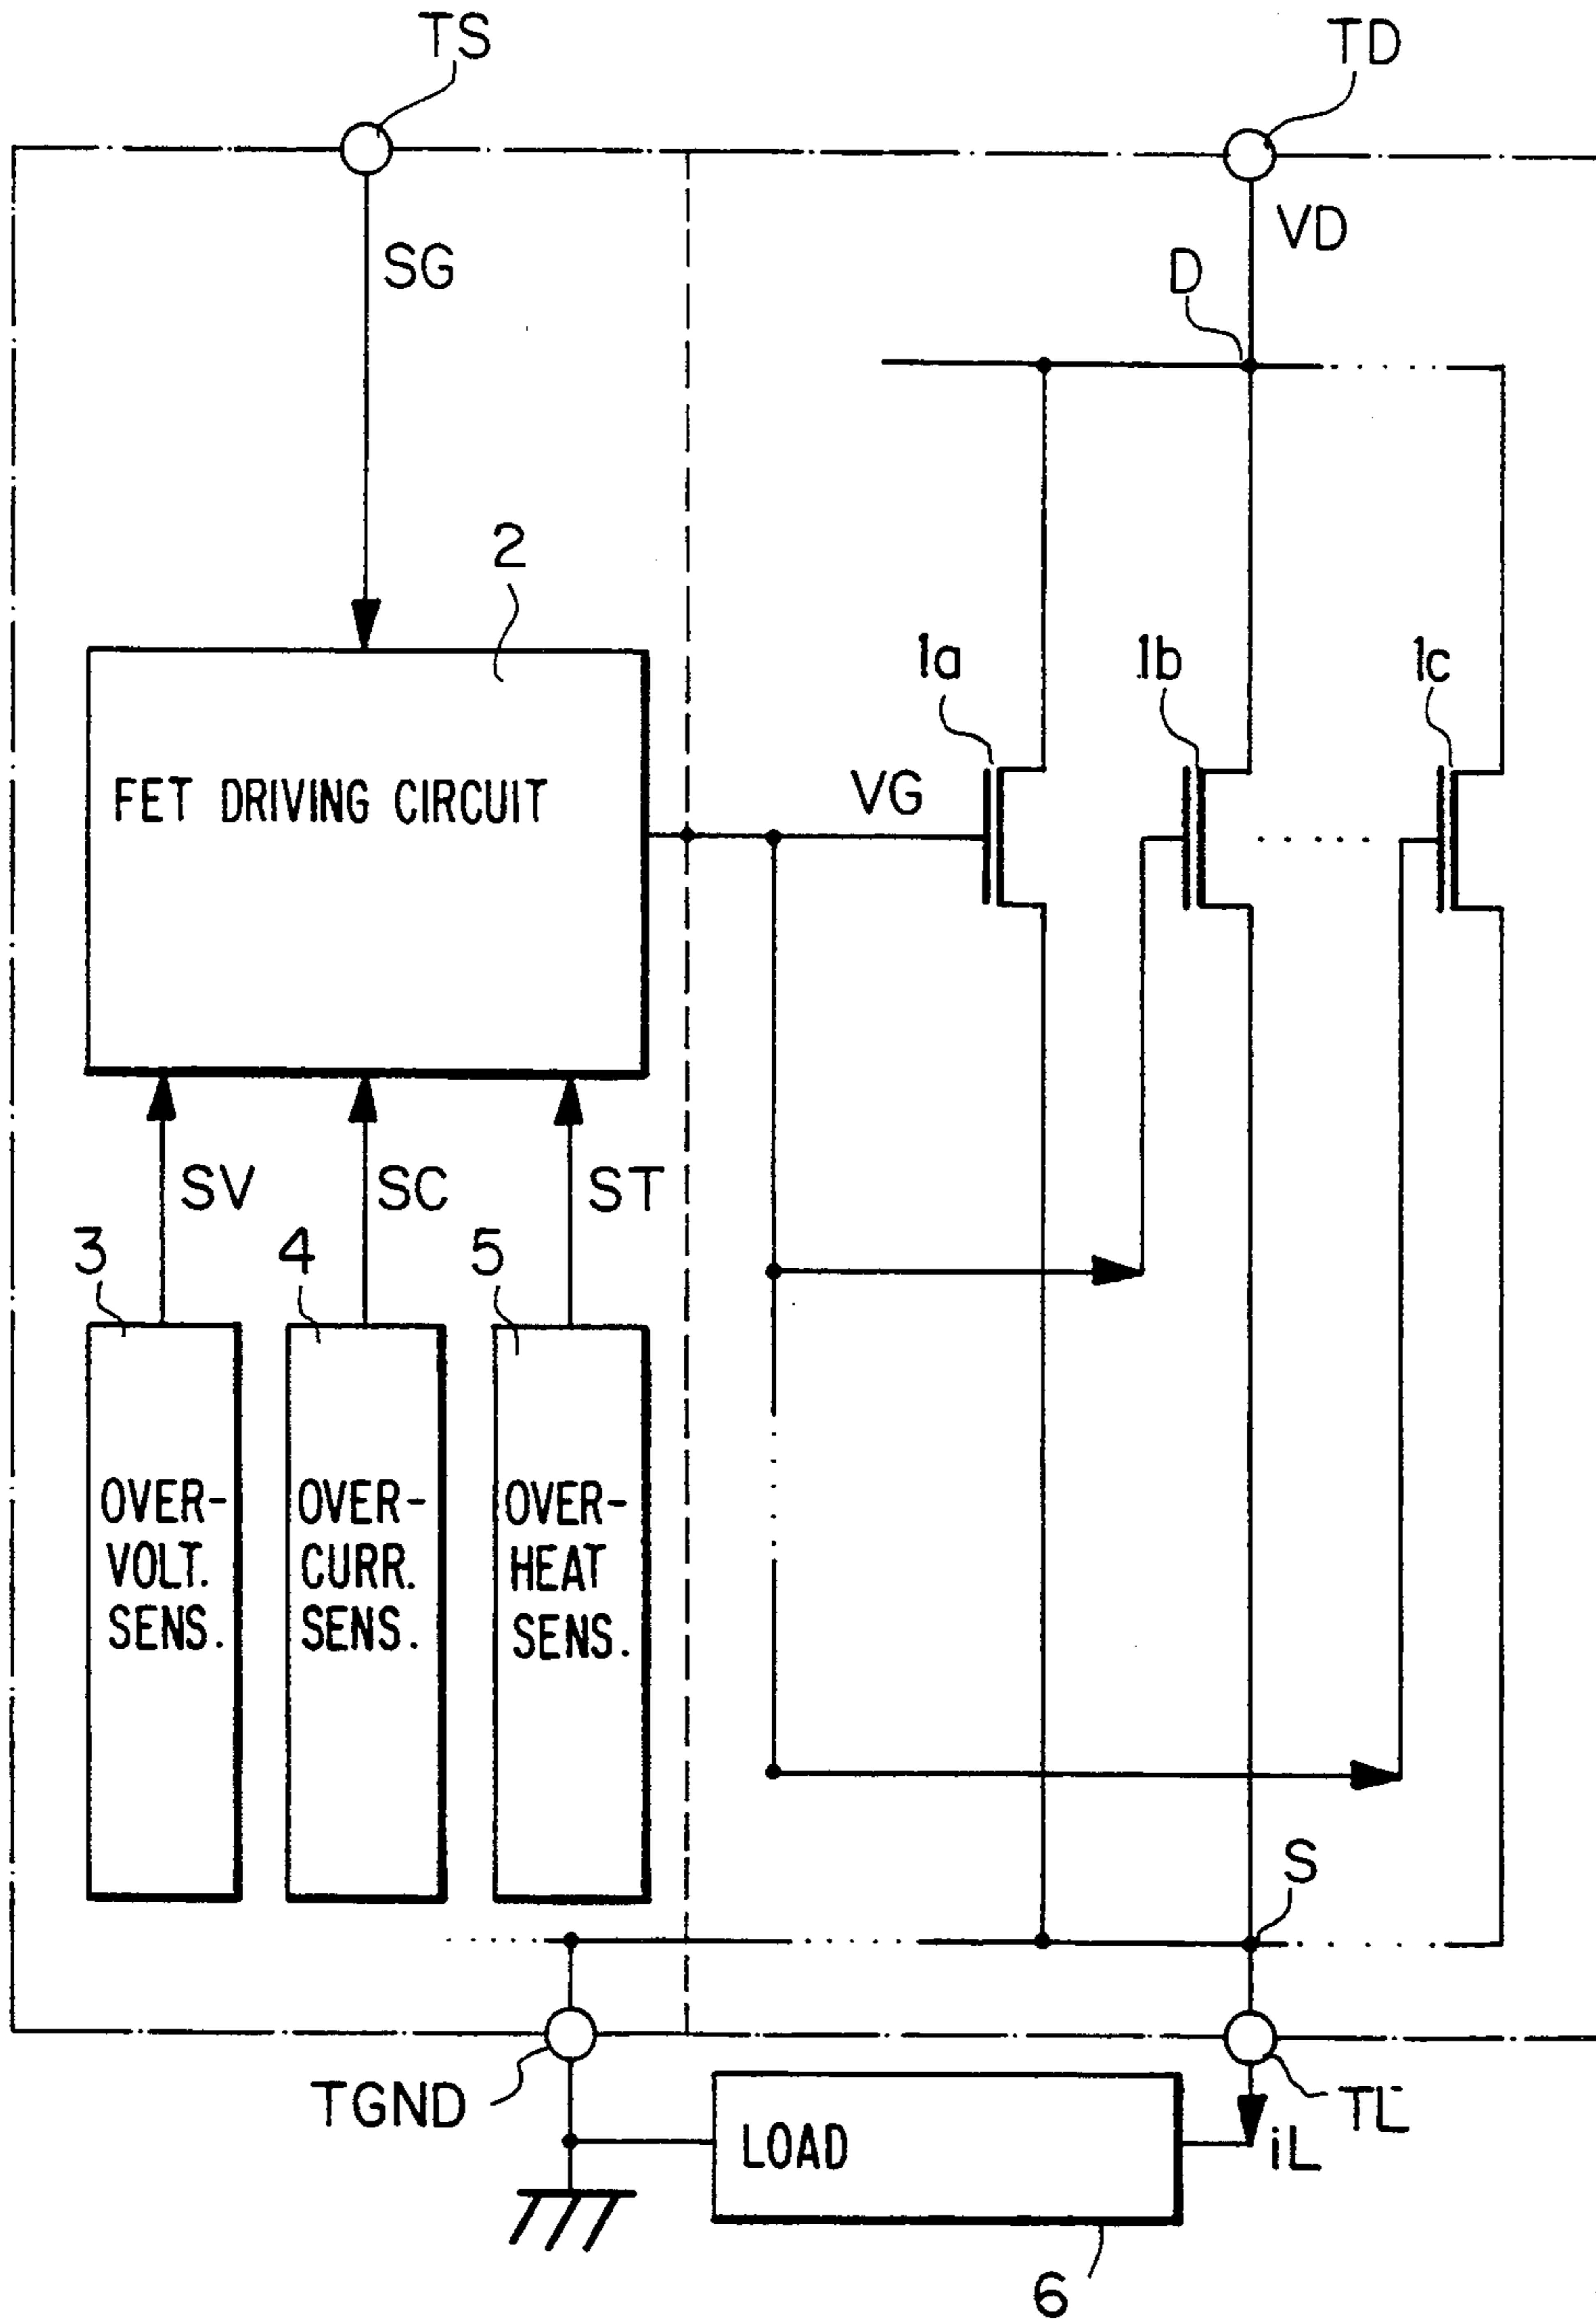 TS
TD
SG
VD
D
2
1a
1b
1c
FET DRIVING CIRCUIT
VG
SV
SC
ST
3
4
5
OVER-
VOLT.
SENS.
OVER-
CURR.
SENS.
OVER-
HEAT
SENS.
S
TGND
LOAD
TL
iL
6